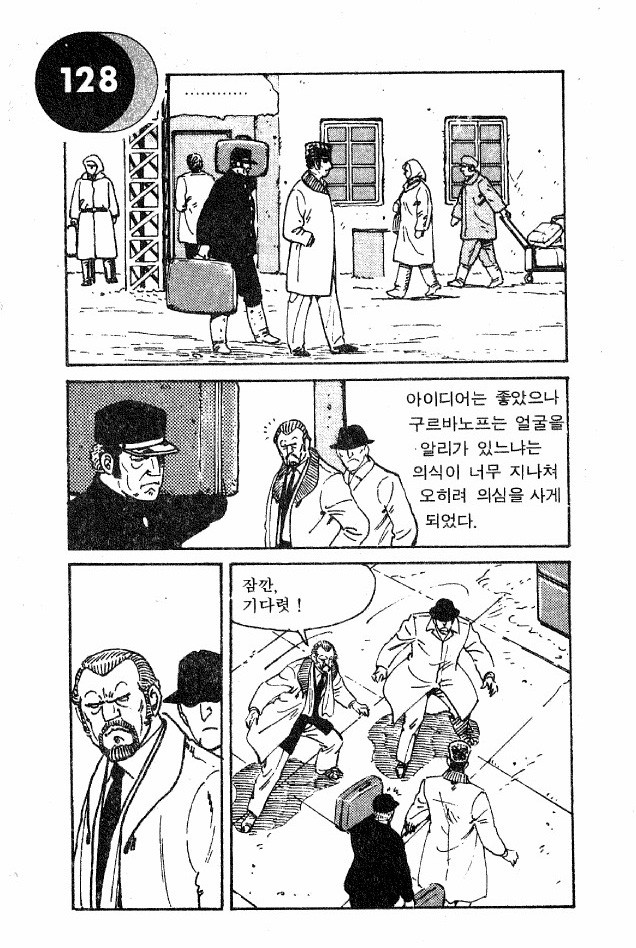 128
.............
아이디어는 좋았으나
구르바노프는 얼굴을
알리가 있느냐는
의식이 너무 지나쳐
오히려 의심을 사게
되었다.
잠깐,
기다렷!